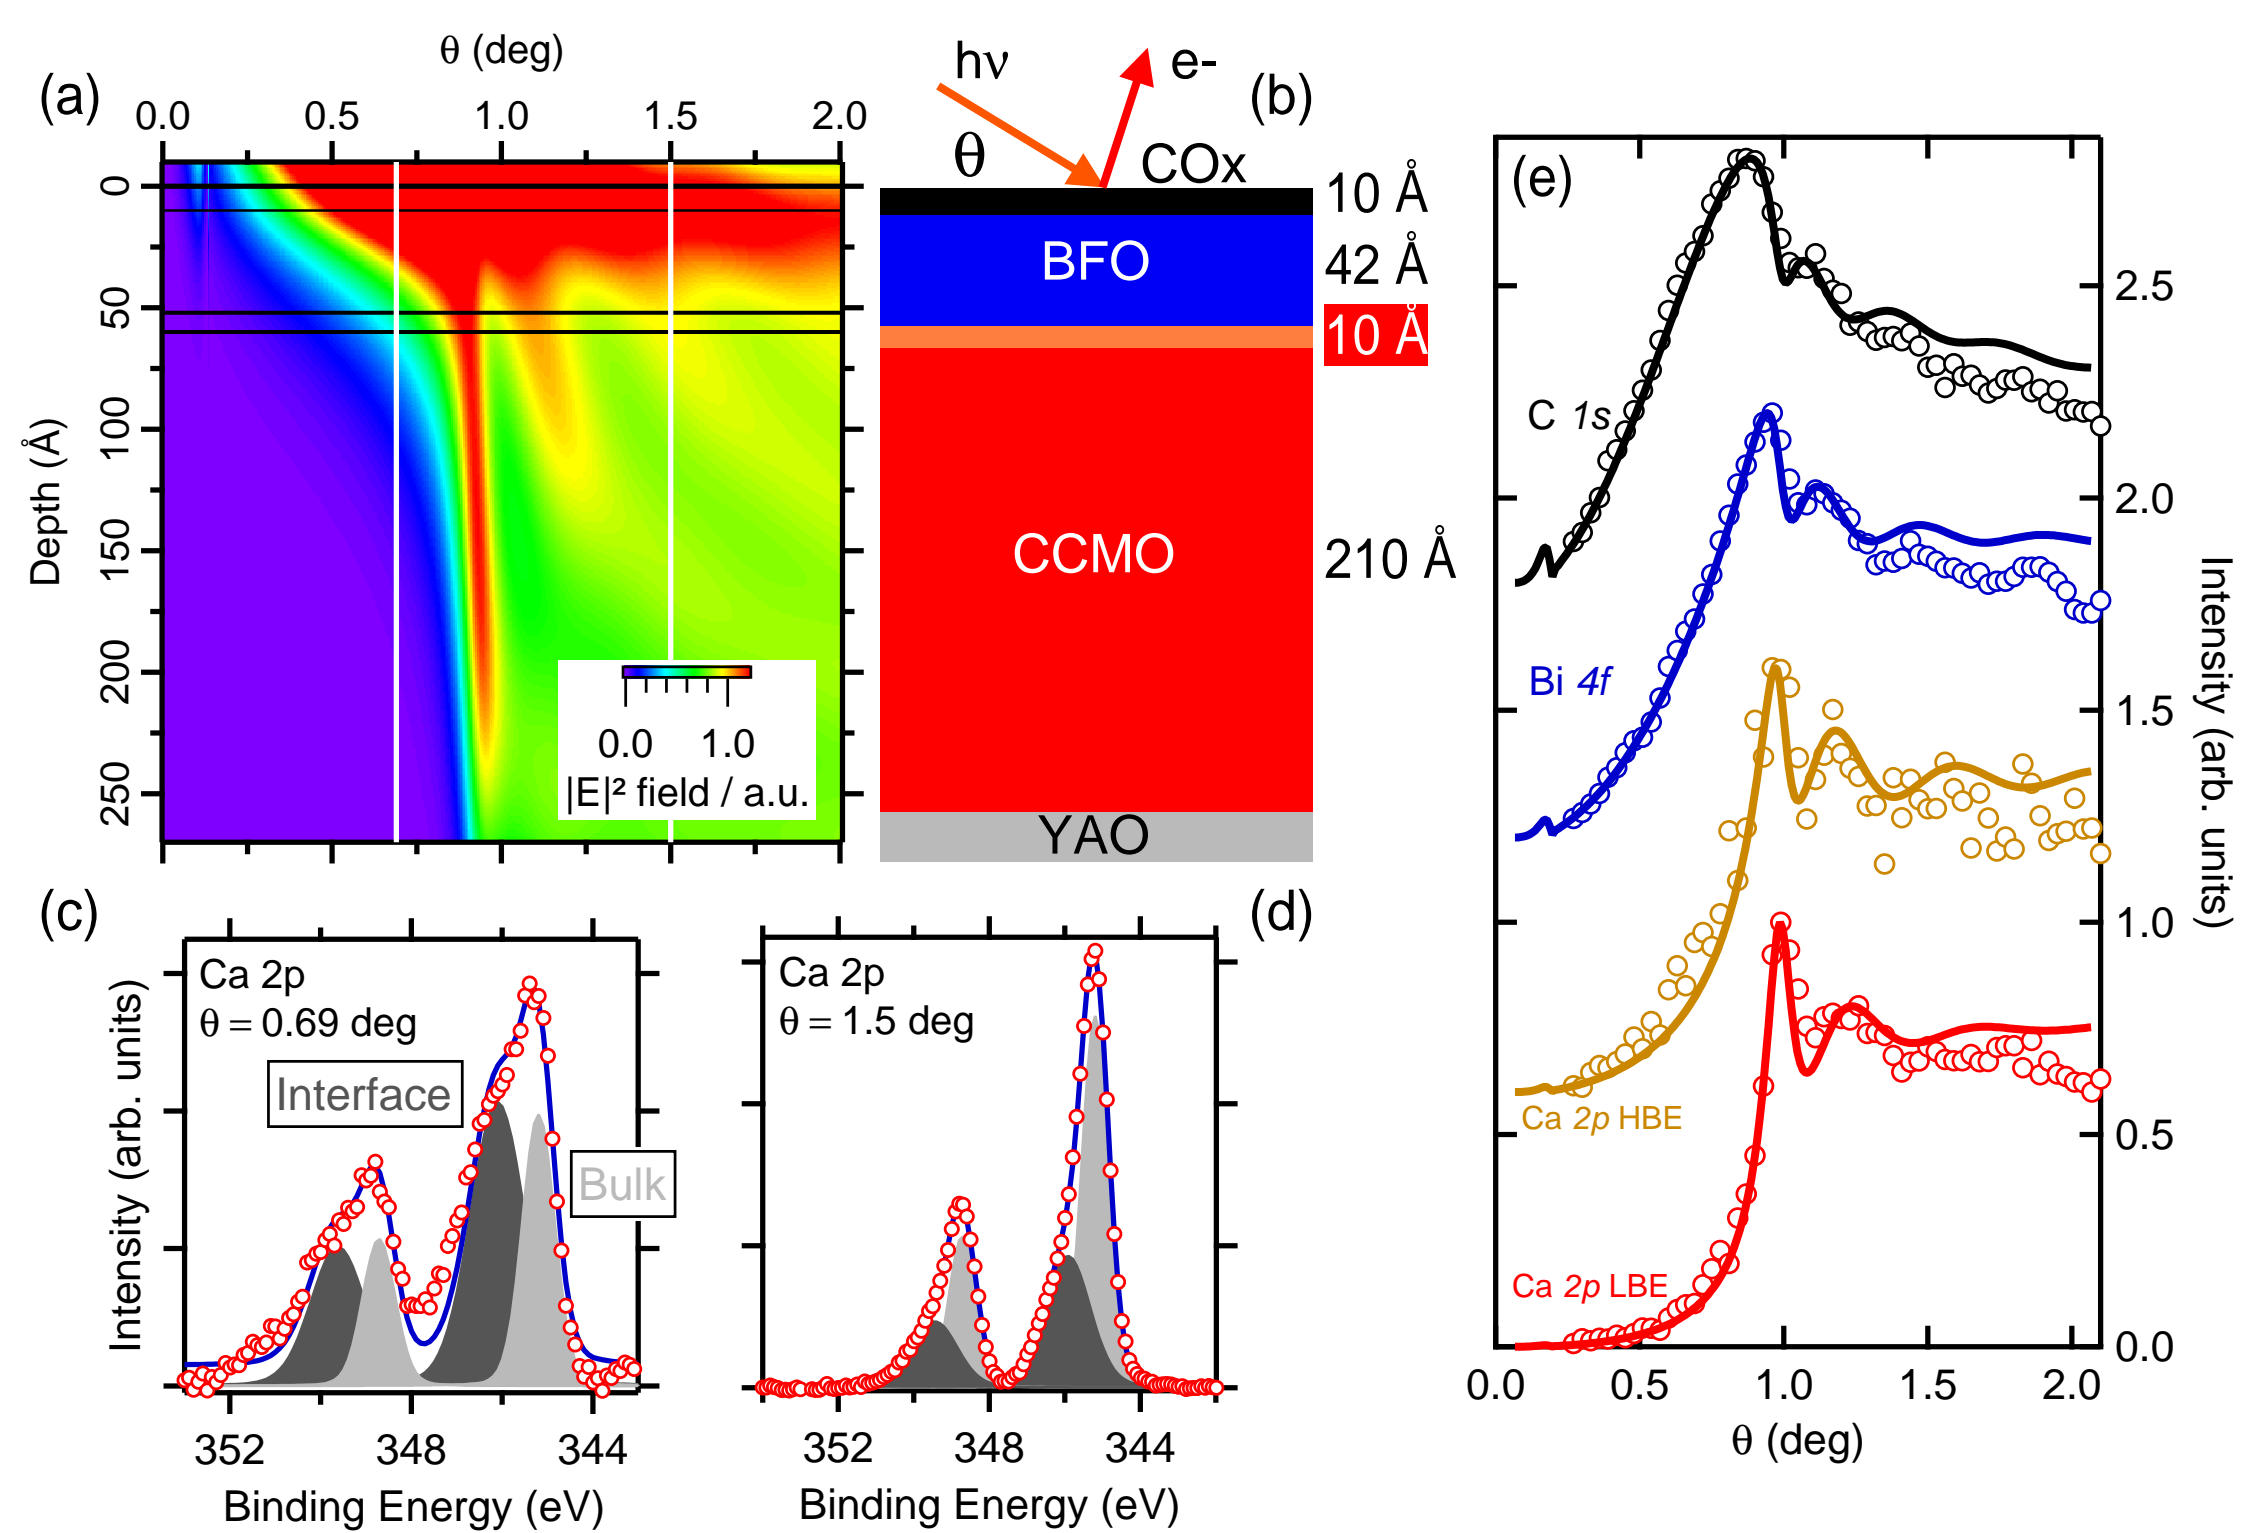 (a)
θ (deg)
0.0 0.5 1.0 1.5 2.0
Depth (Å)
0
50
100
150
200
250
0.0 1.0
|E|² field / a.u.
(b)
hν
e-
θ
COx
10 Å
BFO
42 Å
10 Å
CCMO
210 Å
YAO
(c)
Ca 2p
θ = 0.69 deg
Interface
Bulk
Intensity (arb. units)
352 348 344
Binding Energy (eV)
(d)
Ca 2p
θ = 1.5 deg
352 348 344
Binding Energy (eV)
(e)
C 1s
Bi 4f
Ca 2p HBE
Ca 2p LBE
2.5
2.0
1.5
1.0
0.5
0.0
Intensity (arb. units)
0.0 0.5 1.0 1.5 2.0
θ (deg)